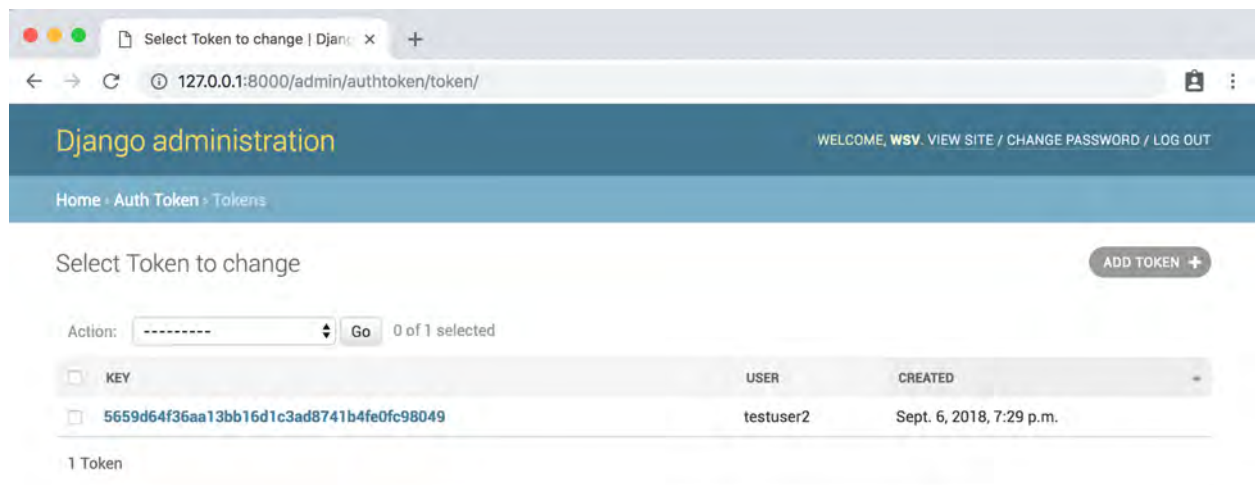 Select Token to change | Djang
127.0.0.1:8000/admin/authtoken/token/
Django administration
WELCOME, WSV. VIEW SITE / CHANGE PASSWORD / LOG OUT
Home › Auth Token › Tokens
Select Token to change
ADD TOKEN +
Action: --------- Go 0 of 1 selected
KEY USER CREATED
5659d64f36aa13bb16d1c3ad8741b4fe0fc98049 testuser2 Sept. 6, 2018, 7:29 p.m.
1 Token